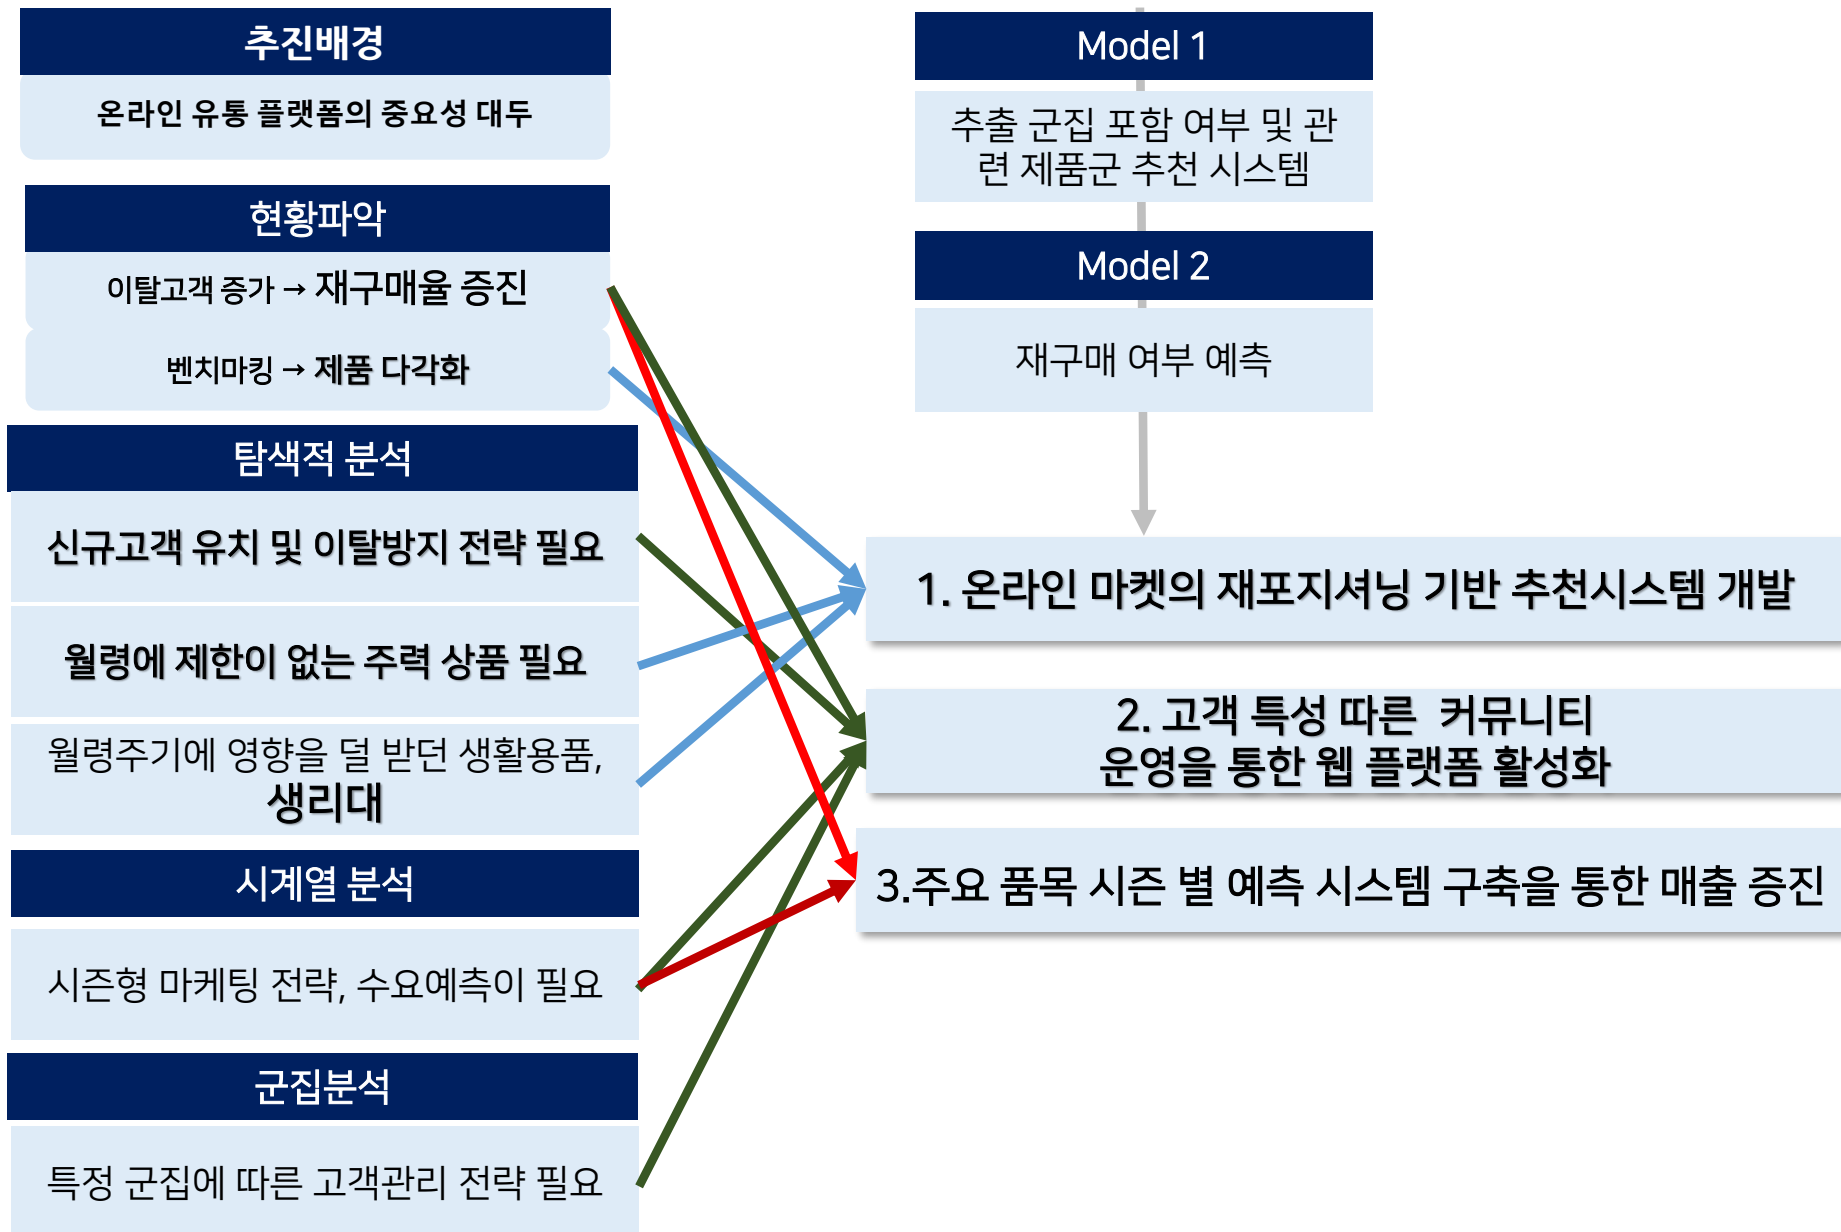 추진배경
온라인 유통 플랫폼의 중요성 대두
현황파악
이탈고객 증가 → 재구매율 증진
벤치마킹 → 제품 다각화
탐색적 분석
신규고객 유치 및 이탈방지 전략 필요
월령에 제한이 없는 주력 상품 필요
월령주기에 영향을 덜 받던 생활용품,
생리대
시계열 분석
시즌형 마케팅 전략, 수요예측이 필요
군집분석
특정 군집에 따른 고객관리 전략 필요
Model 1
추출 군집 포함 여부 및 관
련 제품군 추천 시스템
Model 2
재구매 여부 예측
1. 온라인 마켓의 재포지셔닝 기반 추천시스템 개발
2. 고객 특성 따른 커뮤니티
운영을 통한 웹 플랫폼 활성화
3.주요 품목 시즌 별 예측 시스템 구축을 통한 매출 증진